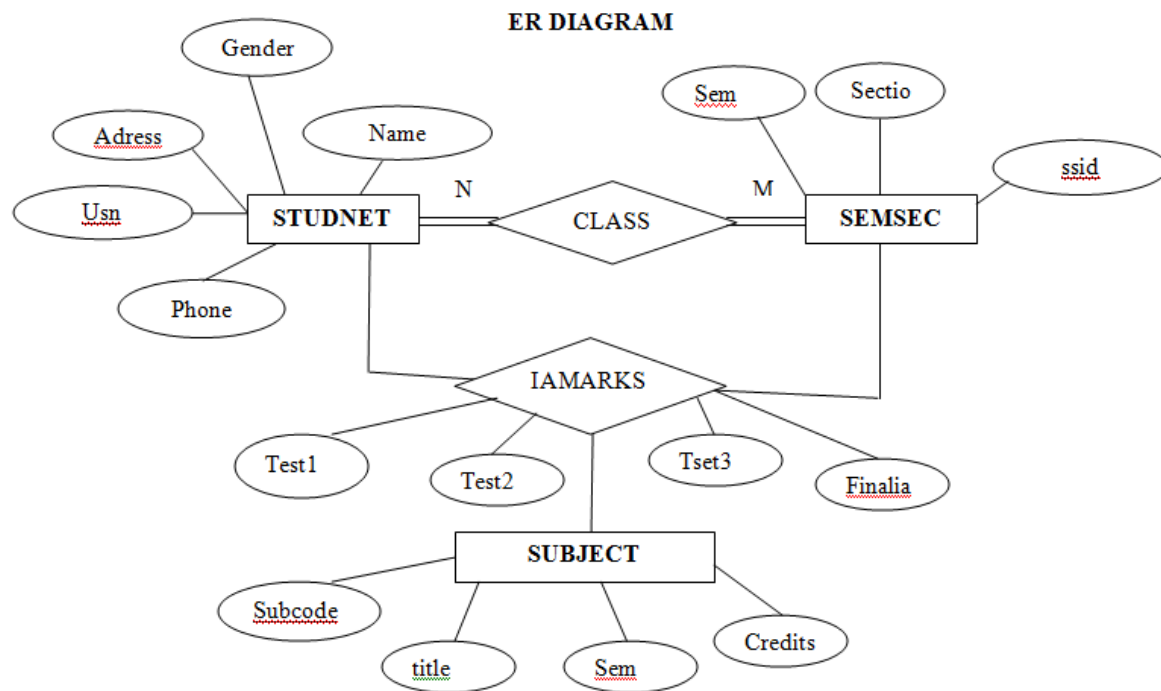 ER DIAGRAM
Gender
Sem
Sectio
Adress
Name
ssid
Usn
STUDNET
N
CLASS
M
SEMSEC
Phone
IAMARKS
Test1
Test2
Tset3
Finalia
SUBJECT
Subcode
title
Sem
Credits